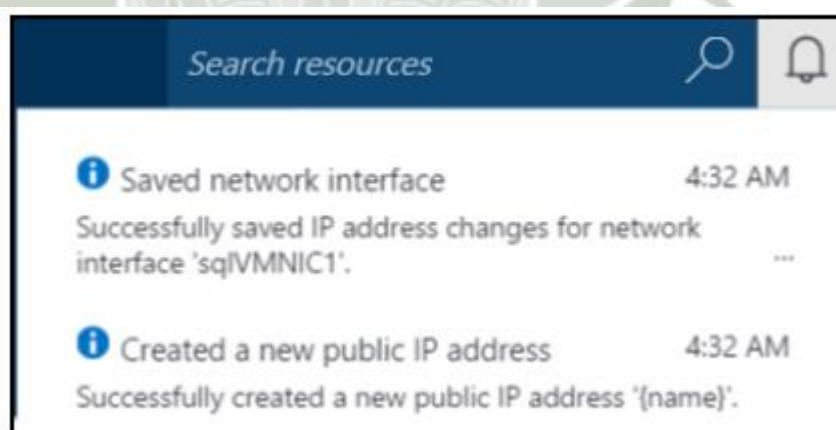 Search resources
Saved network interface 4:32 AM
Successfully saved IP address changes for network
interface 'sqlVMNIC1'. ...
Created a new public IP address 4:32 AM
Successfully created a new public IP address '{name}'.